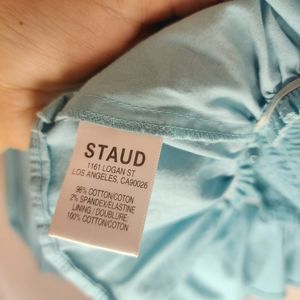 STAUD
1161 LOGAN ST
LOS ANGELES, CA90026
98% COTTON/COTON
2% SPANDEX/ELASTINE
LINING / DOUBLURE:
100% COTTON/COTON